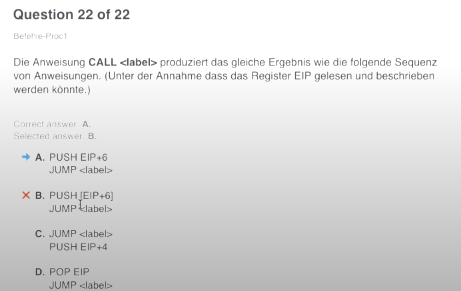 Question 22 of 22
Befehle-Proc1
Die Anweisung CALL <label> produziert das gleiche Ergebnis wie die folgende Sequenz
von Anweisungen. (Unter der Annahme dass das Register EIP gelesen und beschrieben
werden könnte.)
Correct answer: A.
Selected answer: B.
A. PUSH EIP+6
JUMP <label>
B. PUSH [EIP+6]
JUMP <label>
C. JUMP <label>
PUSH EIP+4
D. POP EIP
JUMP <label>